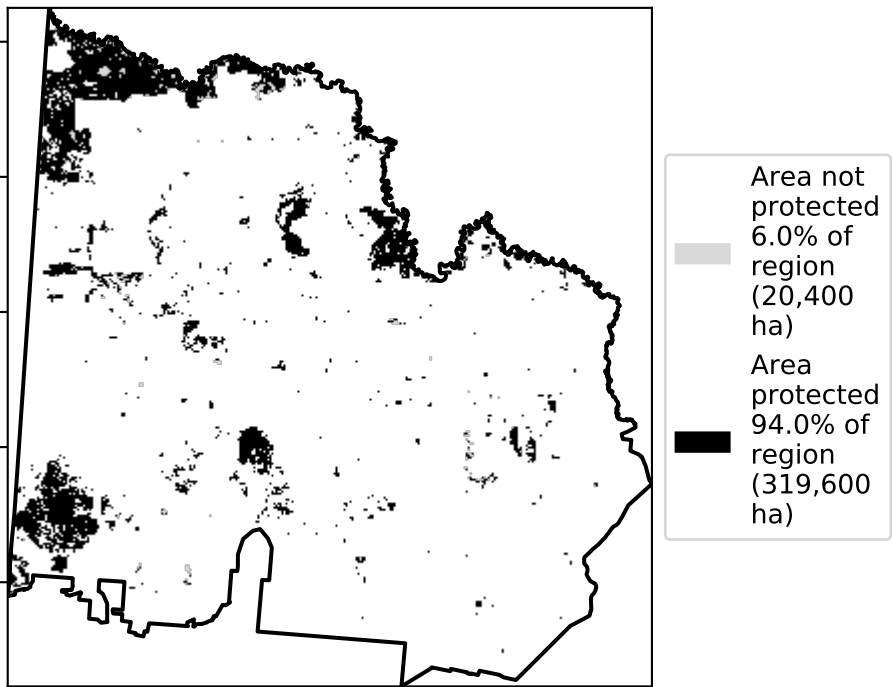 Area not
protected
6.0% of
region
(20,400
ha)
Area
protected
94.0% of
region
(319,600
ha)